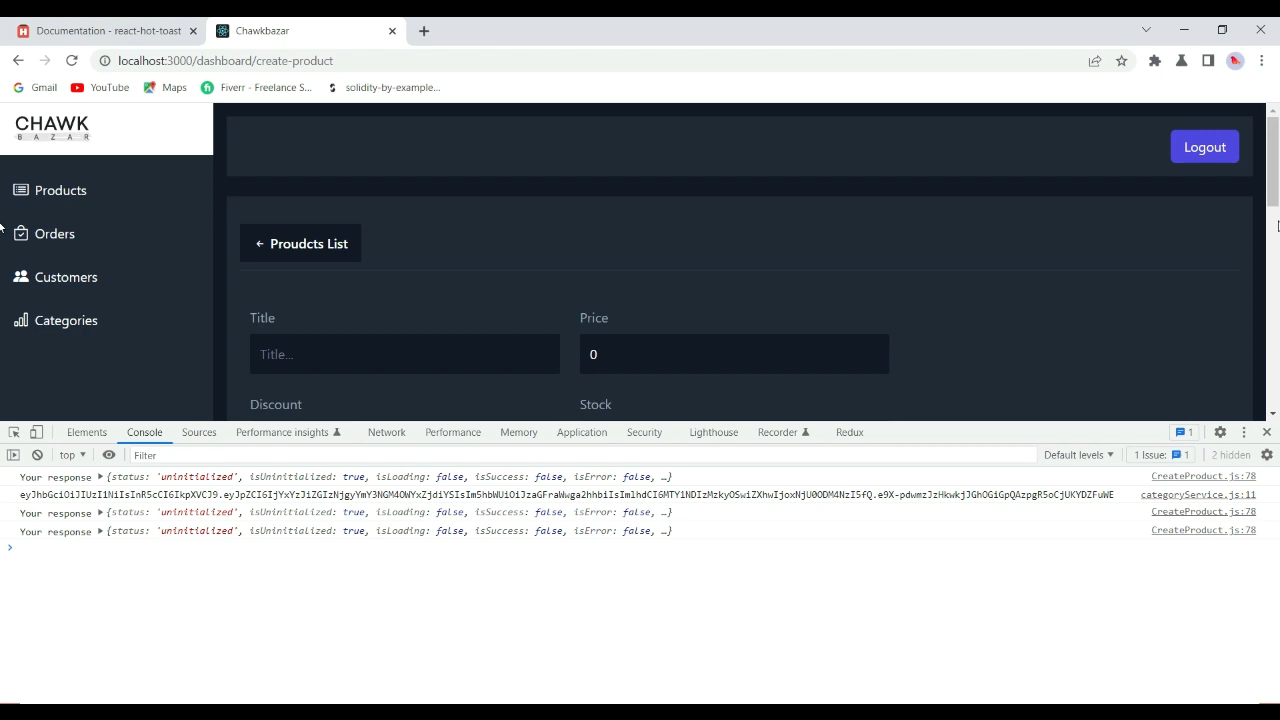 Documentation - react-hot-toast
Chawkbazar
localhost:3000/dashboard/create-product
Gmail
YouTube
Maps
Fiverr - Freelance S...
solidity-by-example...
CHAWK
BAZAR
Logout
Products
Orders
Customers
Categories
← Proudcts List
Title
Price
Title...
0
Discount
Stock
Elements
Console
Sources
Performance insights
Network
Performance
Memory
Application
Security
Lighthouse
Recorder
Redux
1
top
Filter
Default levels
1 Issue:
1
2 hidden
Your response {status: 'uninitialized', isUninitialized: true, isLoading: false, isSuccess: false, isError: false, …}
CreateProduct.js:78
categoryService.js:11
Your response {status: 'uninitialized', isUninitialized: true, isLoading: false, isSuccess: false, isError: false, …}
CreateProduct.js:78
Your response {status: 'uninitialized', isUninitialized: true, isLoading: false, isSuccess: false, isError: false, …}
CreateProduct.js:78